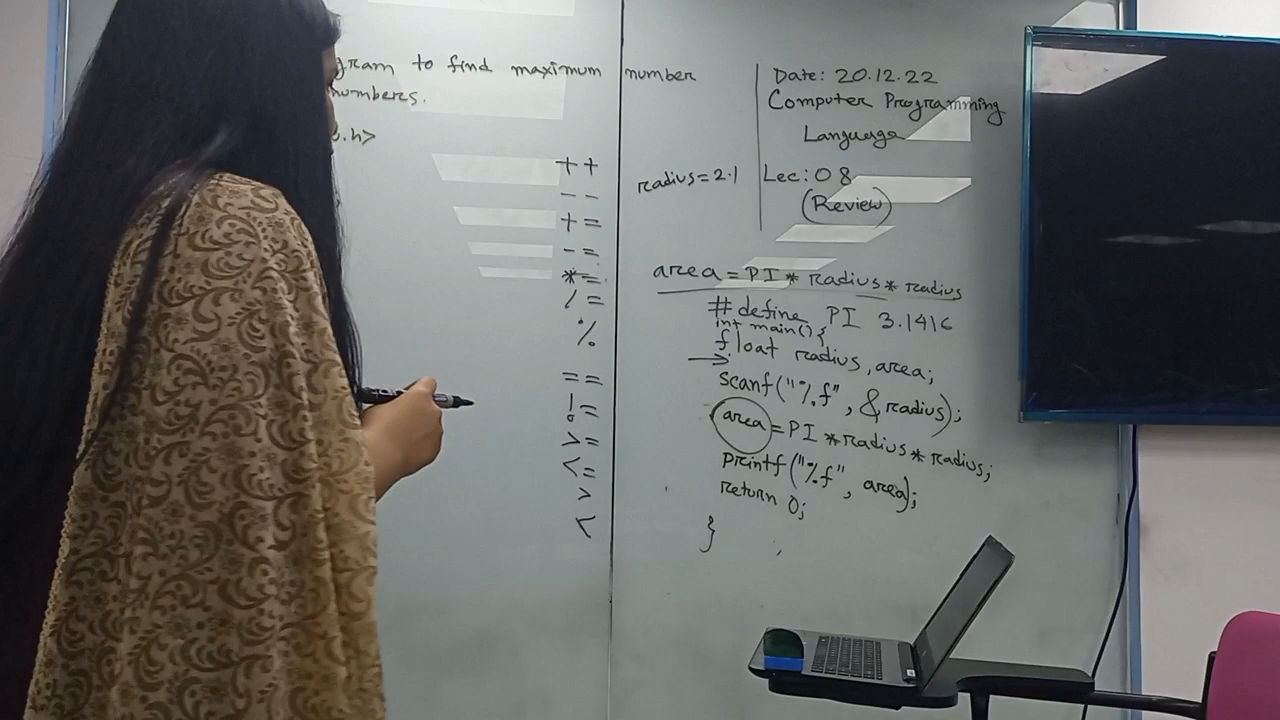 gram to find maximum number
numberes.
.h>
++
--
+=
-=
*=
/=
%
==
!=
>=
<=
>
<
Date: 20.12.22
Computer Programming
Language
Lec: 08
(Review)
radius=2.1
area = PI * radius * radius
#define PI 3.1416
int main(){
float radius, area;
scanf("%f", &radius);
area = PI * radius * radius;
printf("%f", area);
return 0;
}